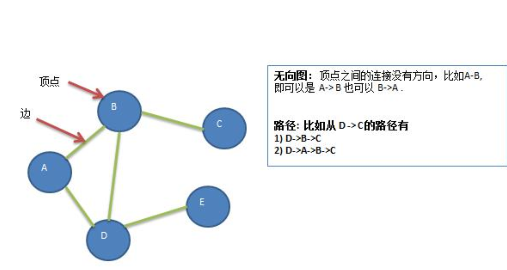 顶点
边
B
C
A
E
D
无向图：顶点之间的连接没有方向，比如A-B,
即可以是 A-> B 也可以 B->A .
路径: 比如从 D -> C的路径有
1) D->B->C
2) D->A->B->C